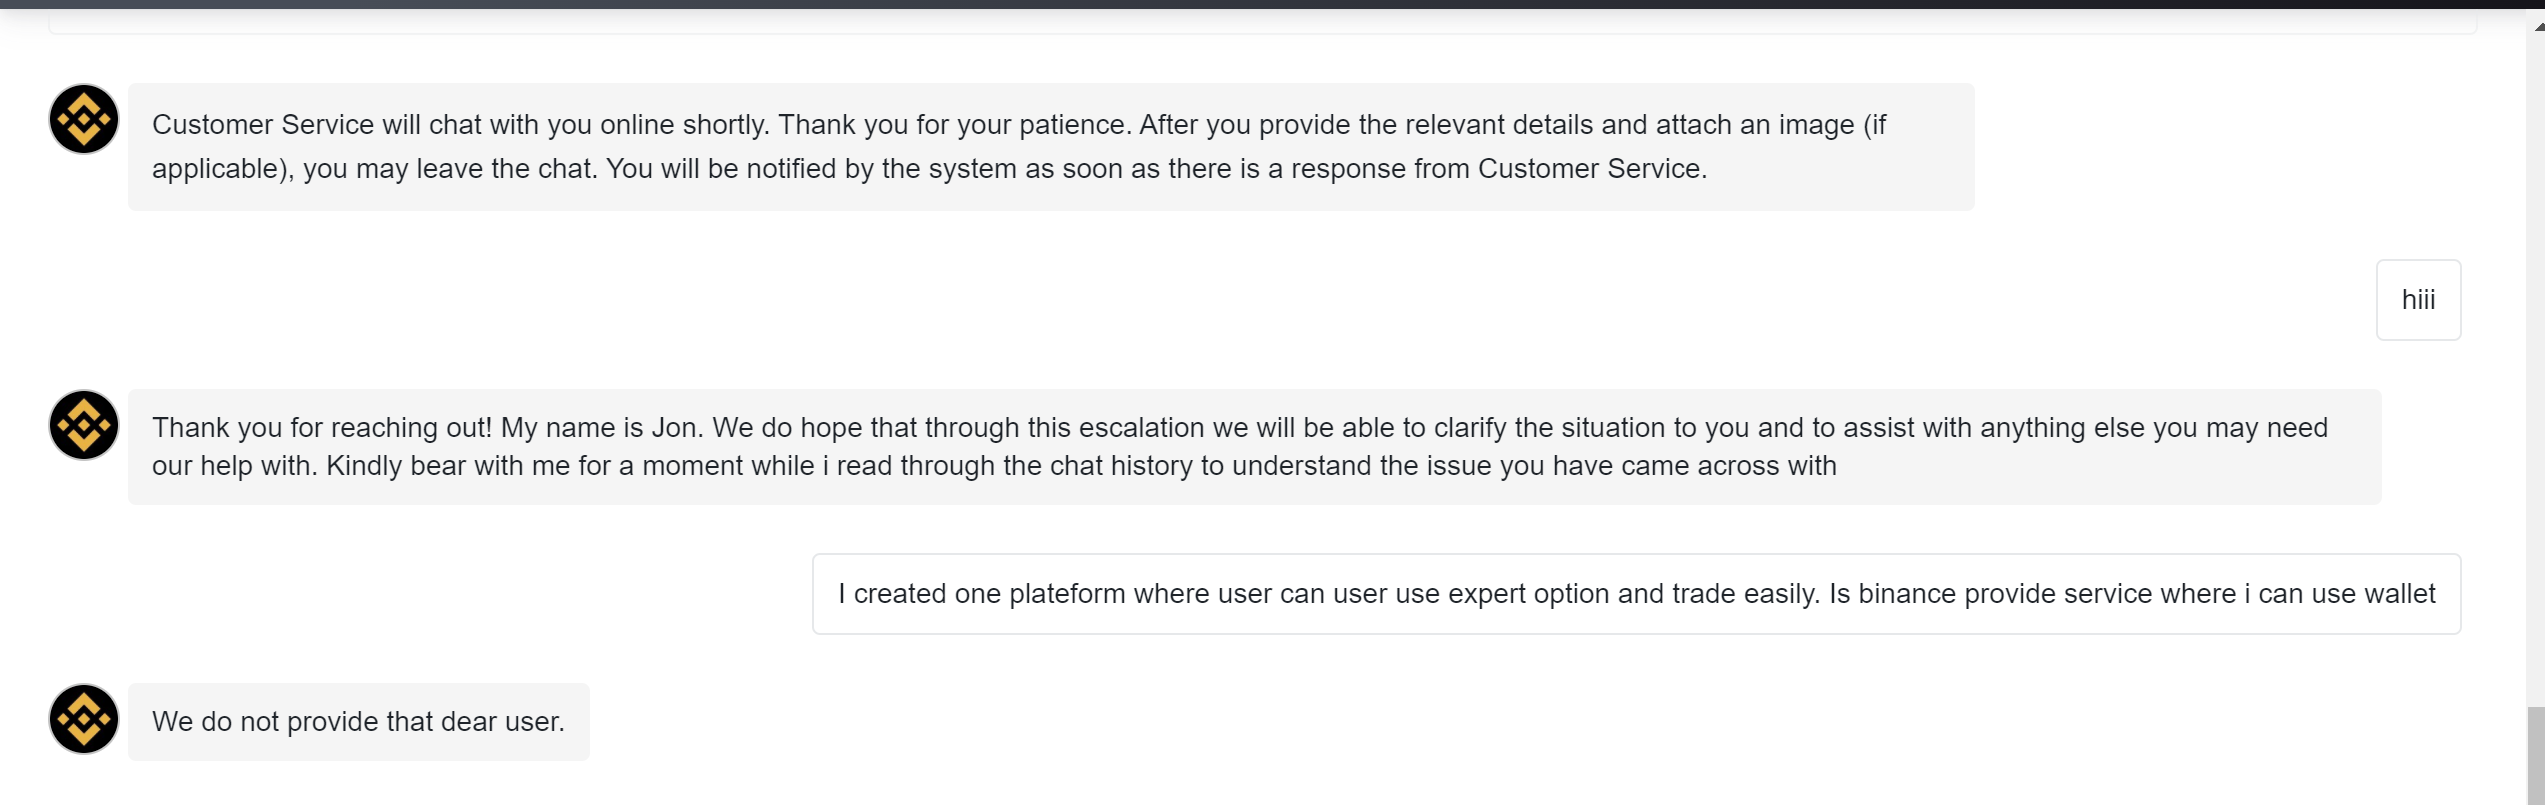 Customer Service will chat with you online shortly. Thank you for your patience. After you provide the relevant details and attach an image (if
applicable), you may leave the chat. You will be notified by the system as soon as there is a response from Customer Service.
hiii
Thank you for reaching out! My name is Jon. We do hope that through this escalation we will be able to clarify the situation to you and to assist with anything else you may need
our help with. Kindly bear with me for a moment while i read through the chat history to understand the issue you have came across with
I created one plateform where user can user use expert option and trade easily. Is binance provide service where i can use wallet
We do not provide that dear user.